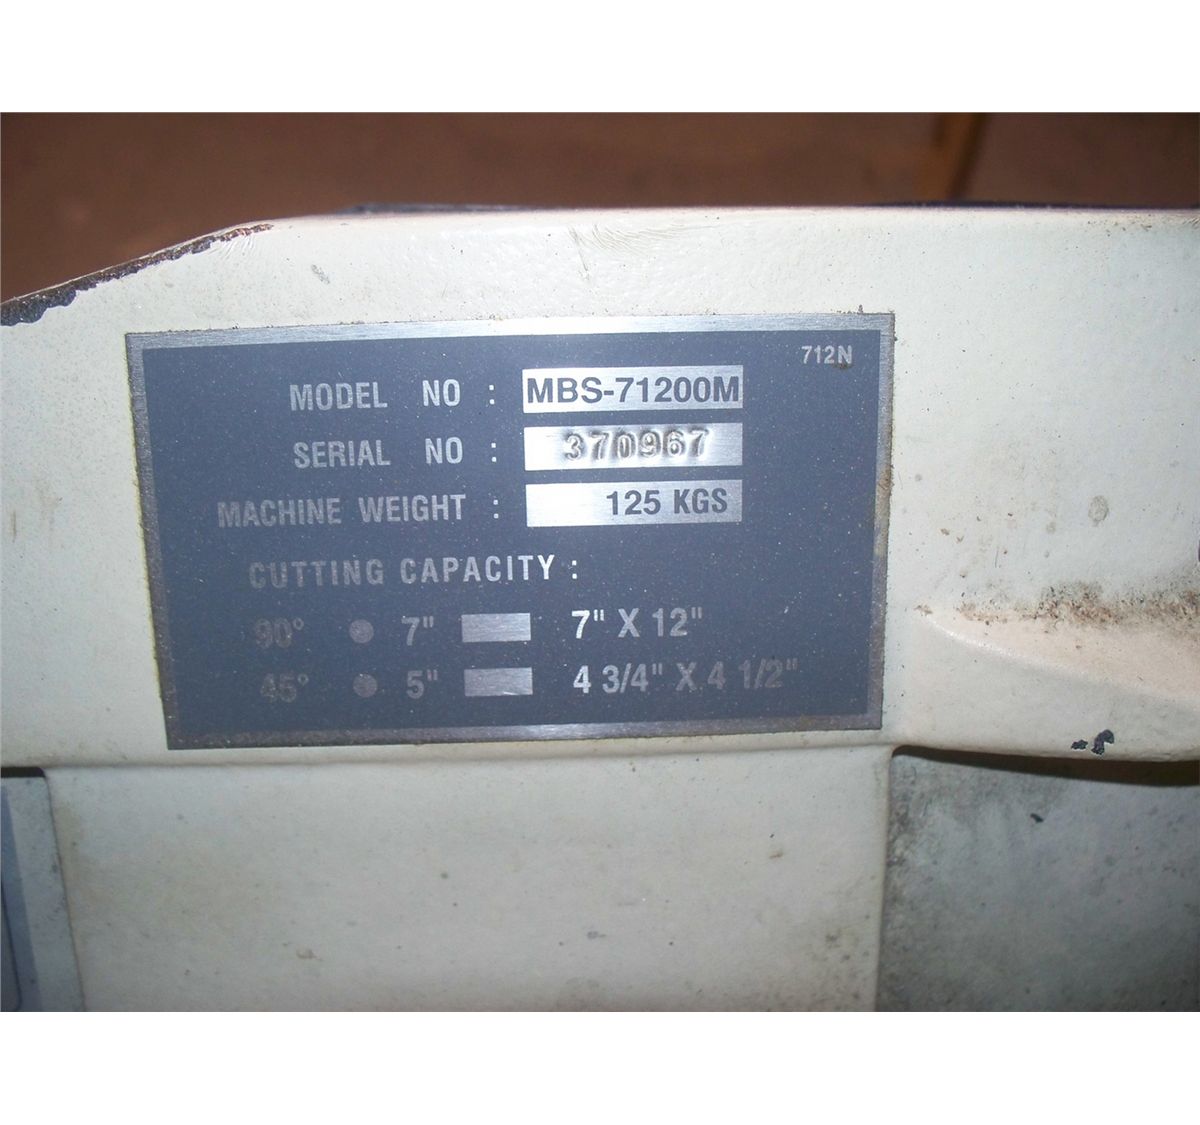 712N
MODEL NO : MBS-71200M
SERIAL NO : 370967
MACHINE WEIGHT : 125 KGS
CUTTING CAPACITY :
90° ● 7" ▬ 7" X 12"
45° ● 5" ▬ 4 3/4" X 4 1/2"